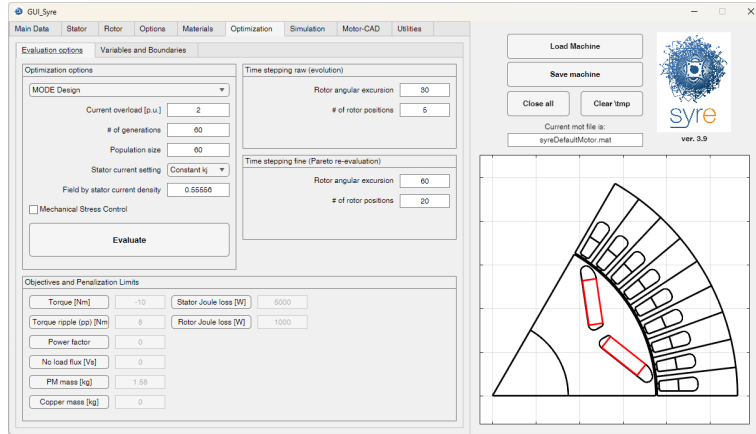 GUI_Syre
Main Data Stator Rotor Options Materials Optimization Simulation Motor-CAD Utilities
Evaluation options Variables and Boundaries
Optimization options
MODE Design
Current overload [p.u.] 2
# of generations 60
Population size 60
Stator current setting Constant kj
Field by stator current density 0.55556
Mechanical Stress Control
Evaluate
Time stepping raw (evolution)
Rotor angular excursion 30
# of rotor positions 5
Time stepping fine (Pareto re-evaluation)
Rotor angular excursion 60
# of rotor positions 20
Objectives and Penalization Limits
Torque [Nm] -10 Stator Joule loss [W] 5000
Torque ripple (pp) [Nm 8 Rotor Joule loss [W] 1000
Power factor 0
No load flux [Vs] 0
PM mass [kg] 1.58
Copper mass [kg] 0
Load Machine
Save machine
Close all Clear \tmp
Current mot file is:
syreDefaultMotor.mat
syre
ver. 3.9